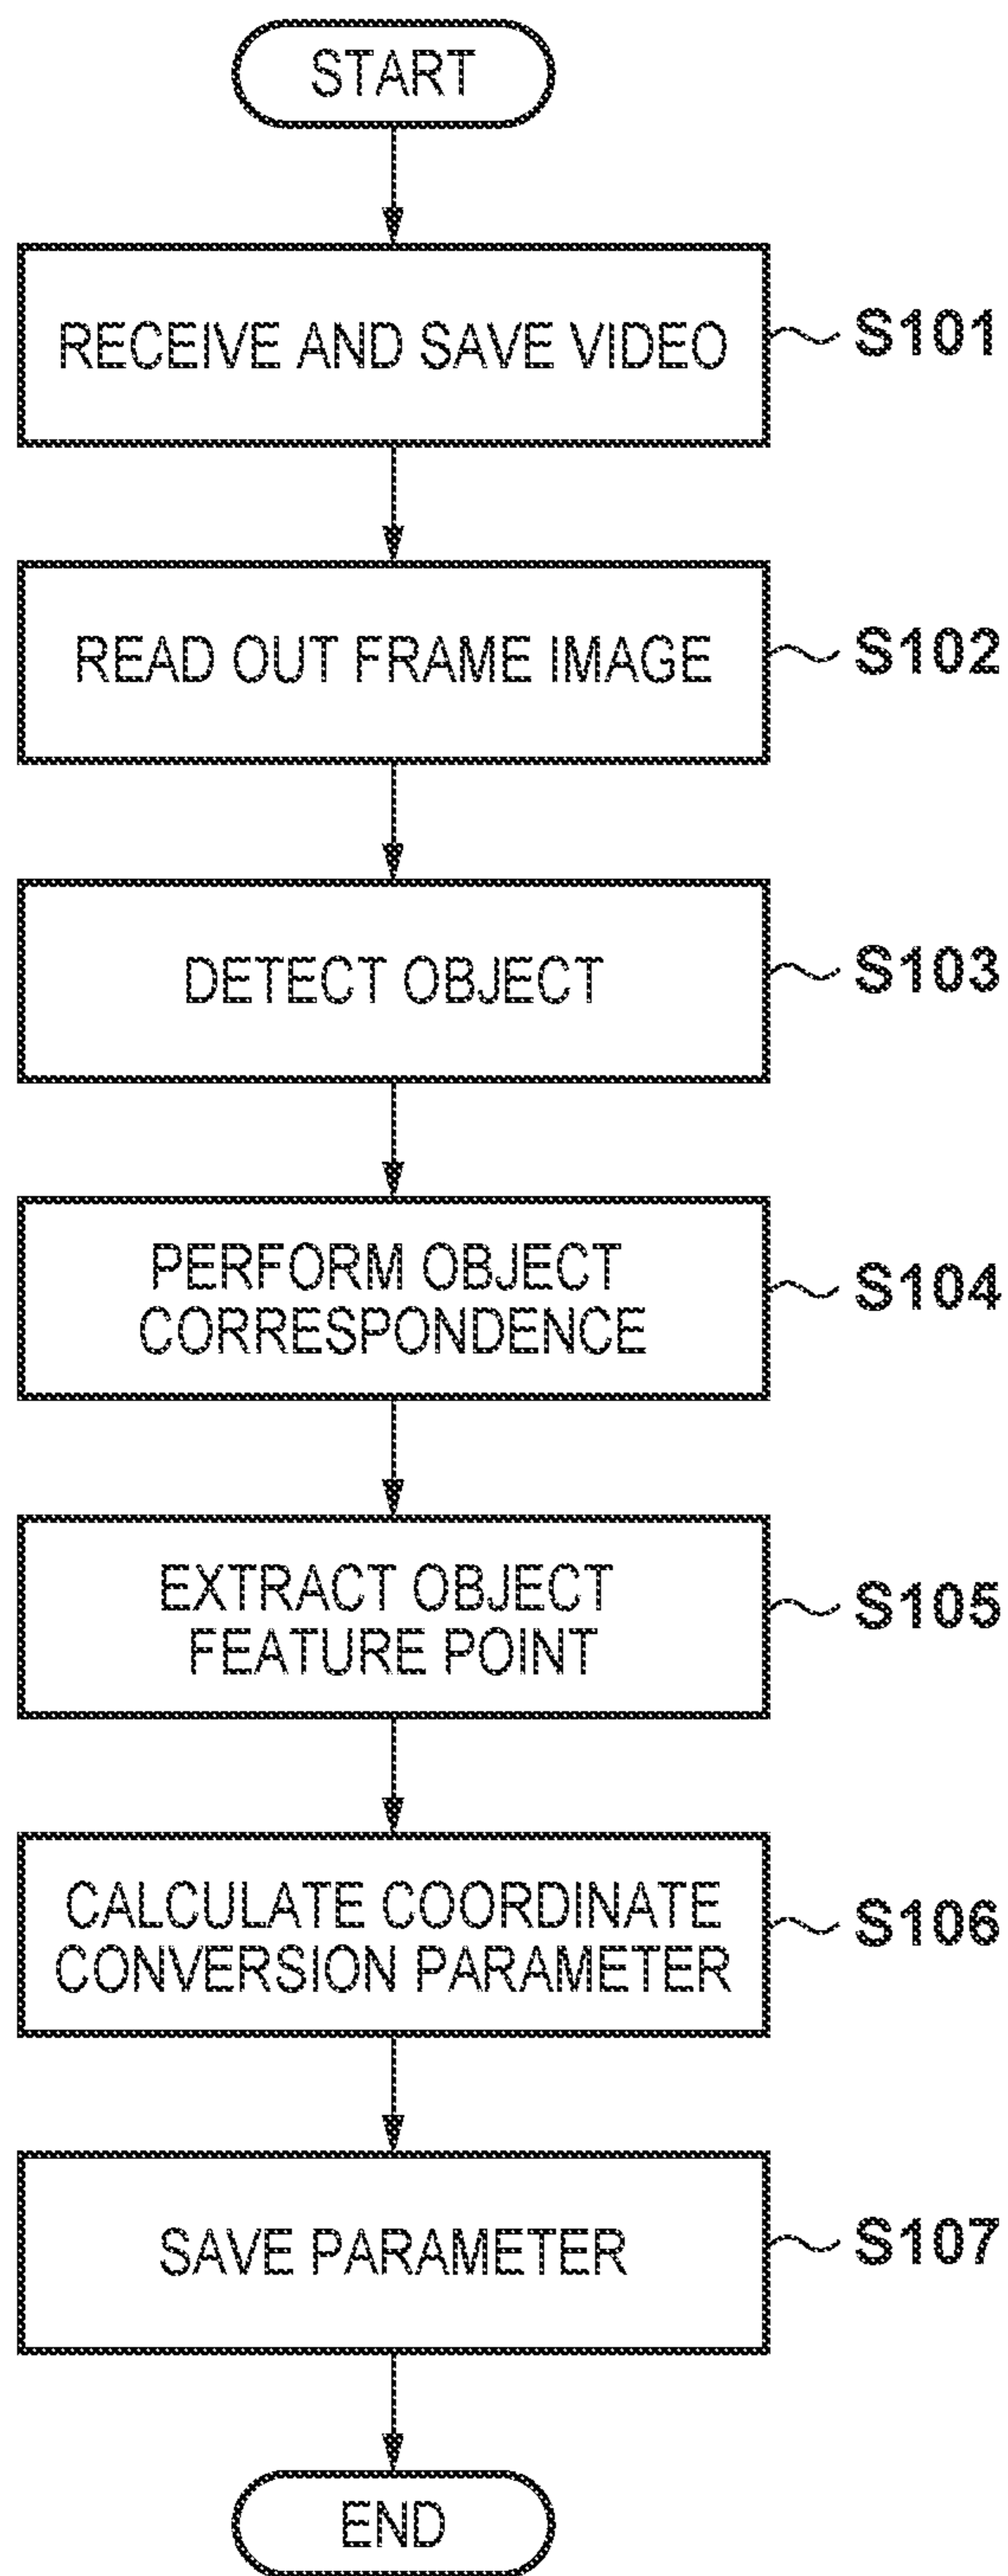 START
RECEIVE AND SAVE VIDEO
S101
READ OUT FRAME IMAGE
S102
DETECT OBJECT
S103
PERFORM OBJECT
CORRESPONDENCE
S104
EXTRACT OBJECT
FEATURE POINT
S105
CALCULATE COORDINATE
CONVERSION PARAMETER
S106
SAVE PARAMETER
S107
END